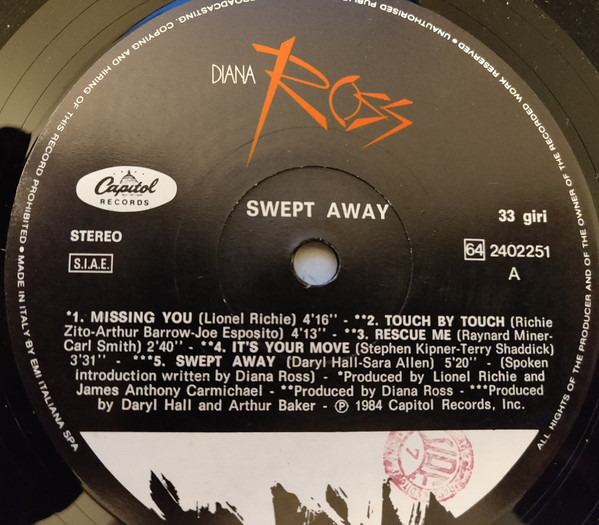 BROADCASTING, COPYING AND HIRING OF THIS RECORD PROHIBITED ● MADE IN ITALY BY EMI ITALIANA SPA
ALL RIGHTS OF THE PRODUCER AND OF THE OWNER OF THE RECORDED WORK RESERVED ● UNAUTHORISED
DIANA
ROSS
Capitol
RECORDS
SWEPT AWAY
33 giri
STEREO
64 2402251
S.I.A.E.
A
*1. MISSING YOU (Lionel Richie) 4'16'' - **2. TOUCH BY TOUCH (Richie
Zito-Arthur Barrow-Joe Esposito) 4'13'' - **3. RESCUE ME (Raynard Miner-
Carl Smith) 2'40'' - **4. IT'S YOUR MOVE (Stephen Kipner-Terry Shaddick)
3'31'' - ***5. SWEPT AWAY (Daryl Hall-Sara Allen) 5'20'' - (Spoken
introduction written by Diana Ross) - *Produced by Lionel Richie and
James Anthony Carmichael - **Produced by Diana Ross - ***Produced
by Daryl Hall and Arthur Baker - ℗ 1984 Capitol Records, Inc.